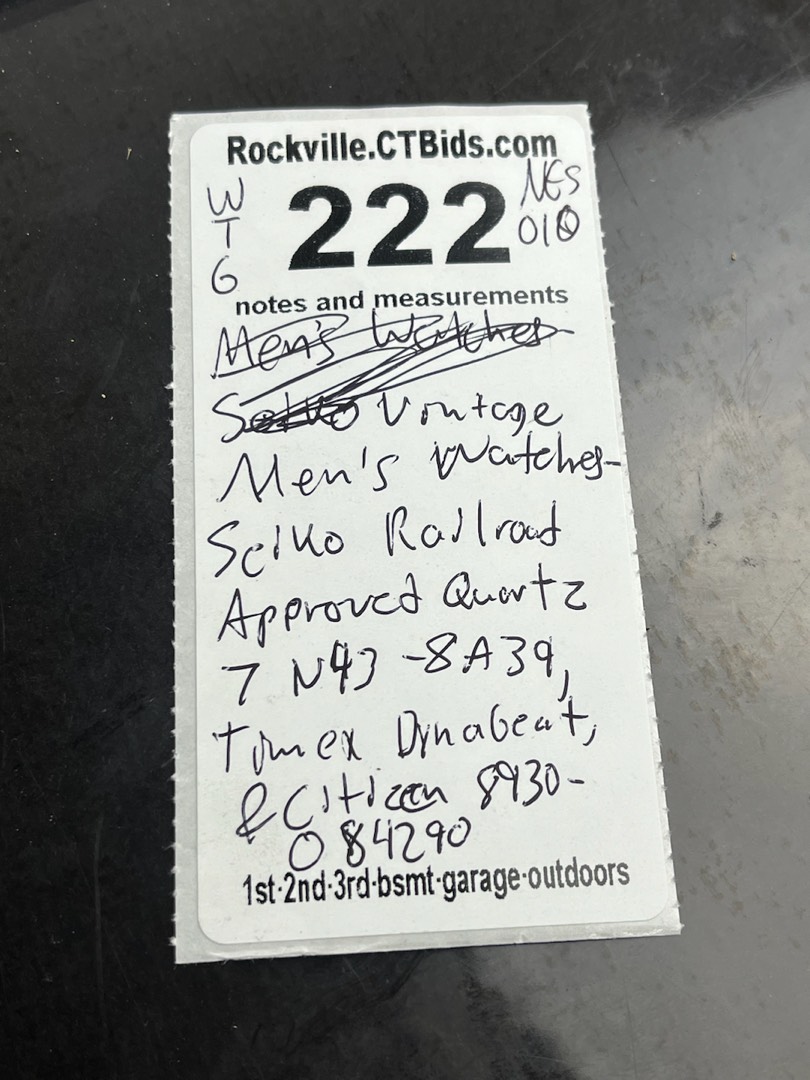 Rockville.CTBids.com
W
T
G
222
NES
010
notes and measurements
Men's Watches
Seiko Vintage
Men's Watches-
Seiko Railroad
Approved Quartz
7N43-8A39,
Timex Dynabeat,
& Citizen 8930-
084290
1st·2nd·3rd·bsmt·garage·outdoors